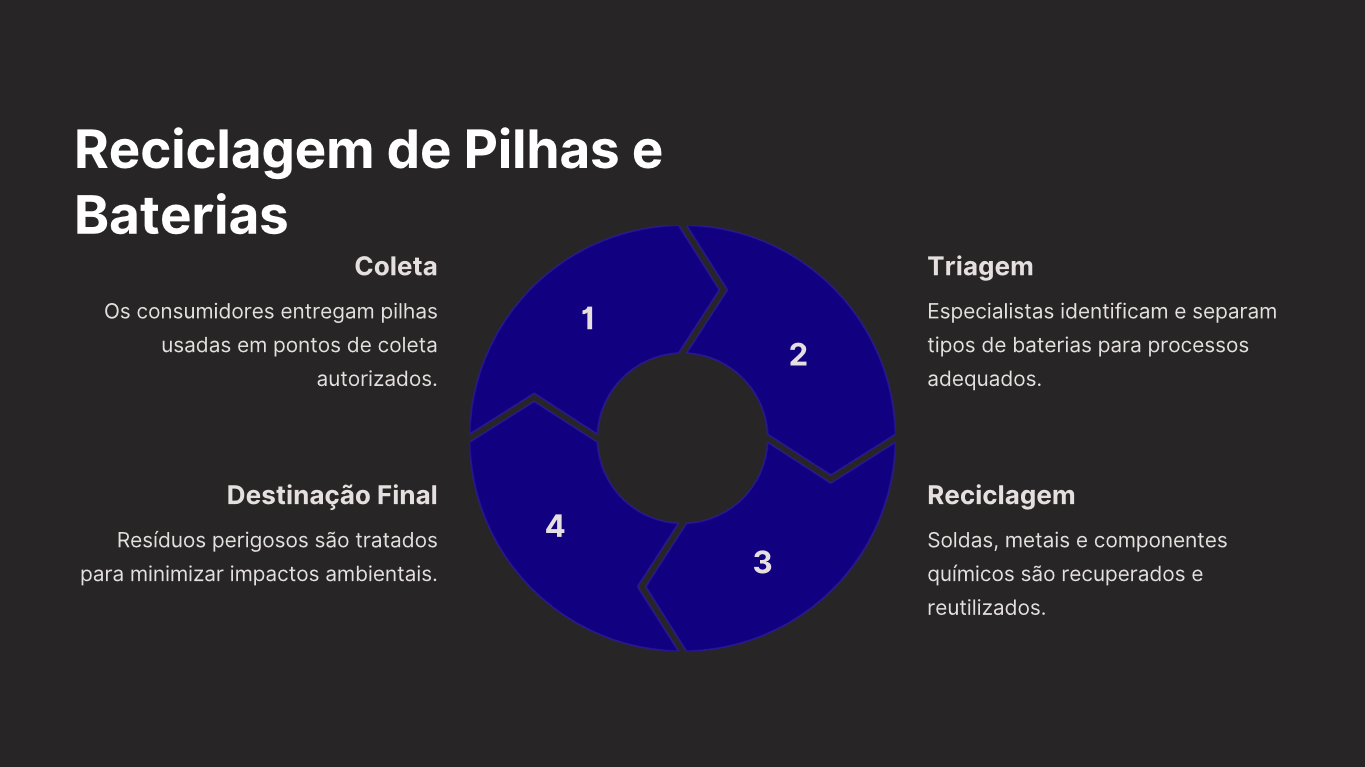 Reciclagem de Pilhas e
Baterias
Coleta
Os consumidores entregam pilhas
usadas em pontos de coleta
autorizados.
1
2
Triagem
Especialistas identificam e separam
tipos de baterias para processos
adequados.
Destinação Final
Resíduos perigosos são tratados
para minimizar impactos ambientais.
4
3
Reciclagem
Soldas, metais e componentes
químicos são recuperados e
reutilizados.